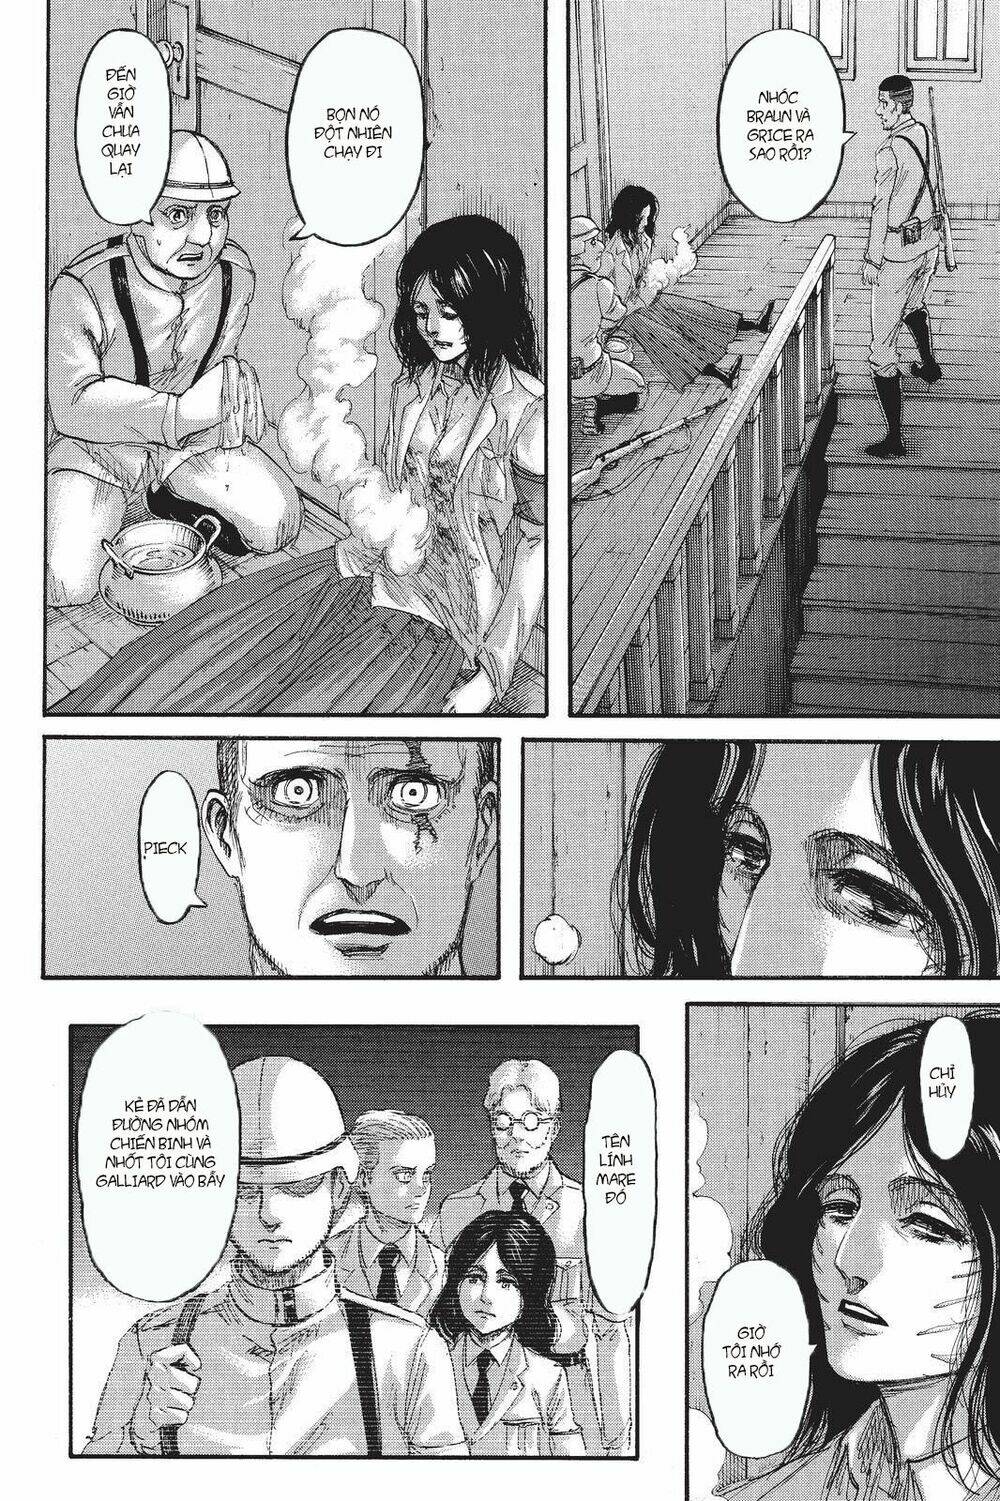 NHÓC
BRAUN VÀ
GRICE RA
SAO RỒI?
BỌN NÓ
ĐỘT NHIÊN
CHẠY ĐI
ĐẾN
GIỜ
VẪN
CHƯA
QUAY
LẠI
PIECK
CHỈ
HỦY
GIỜ
TÔI NHỚ
RA RỒI
TÊN
LÍNH
MARE
ĐÓ
KẺ ĐÃ DẪN
ĐƯỜNG NHÓM
CHIẾN BINH VÀ
NHỐT TÔI CÙNG
GALLIARD VÀO BẪY